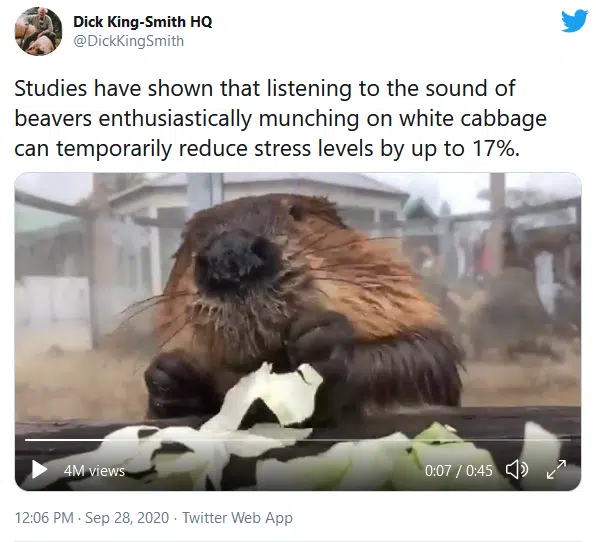 Dick King-Smith HQ
@DickKingSmith
Studies have shown that listening to the sound of
beavers enthusiastically munching on white cabbage
can temporarily reduce stress levels by up to 17%.
4M views
0:07 / 0:45
12:06 PM · Sep 28, 2020 · Twitter Web App